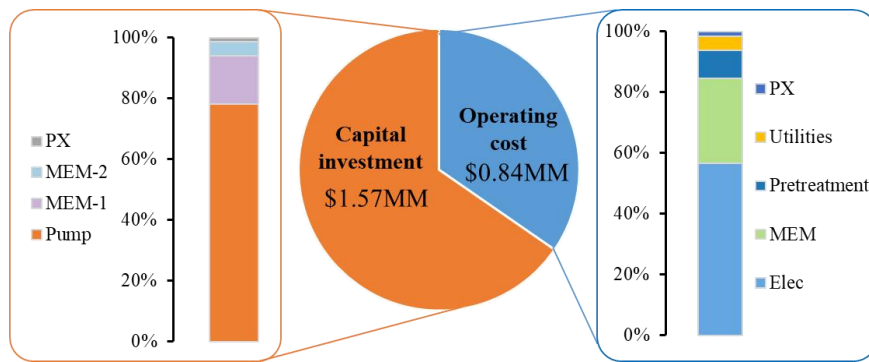 100%
80%
60%
40%
20%
0%
PX
MEM-2
MEM-1
Pump
Capital
investment
$1.57MM
Operating
cost
$0.84MM
100%
80%
60%
40%
20%
0%
PX
Utilities
Pretreatment
MEM
Elec